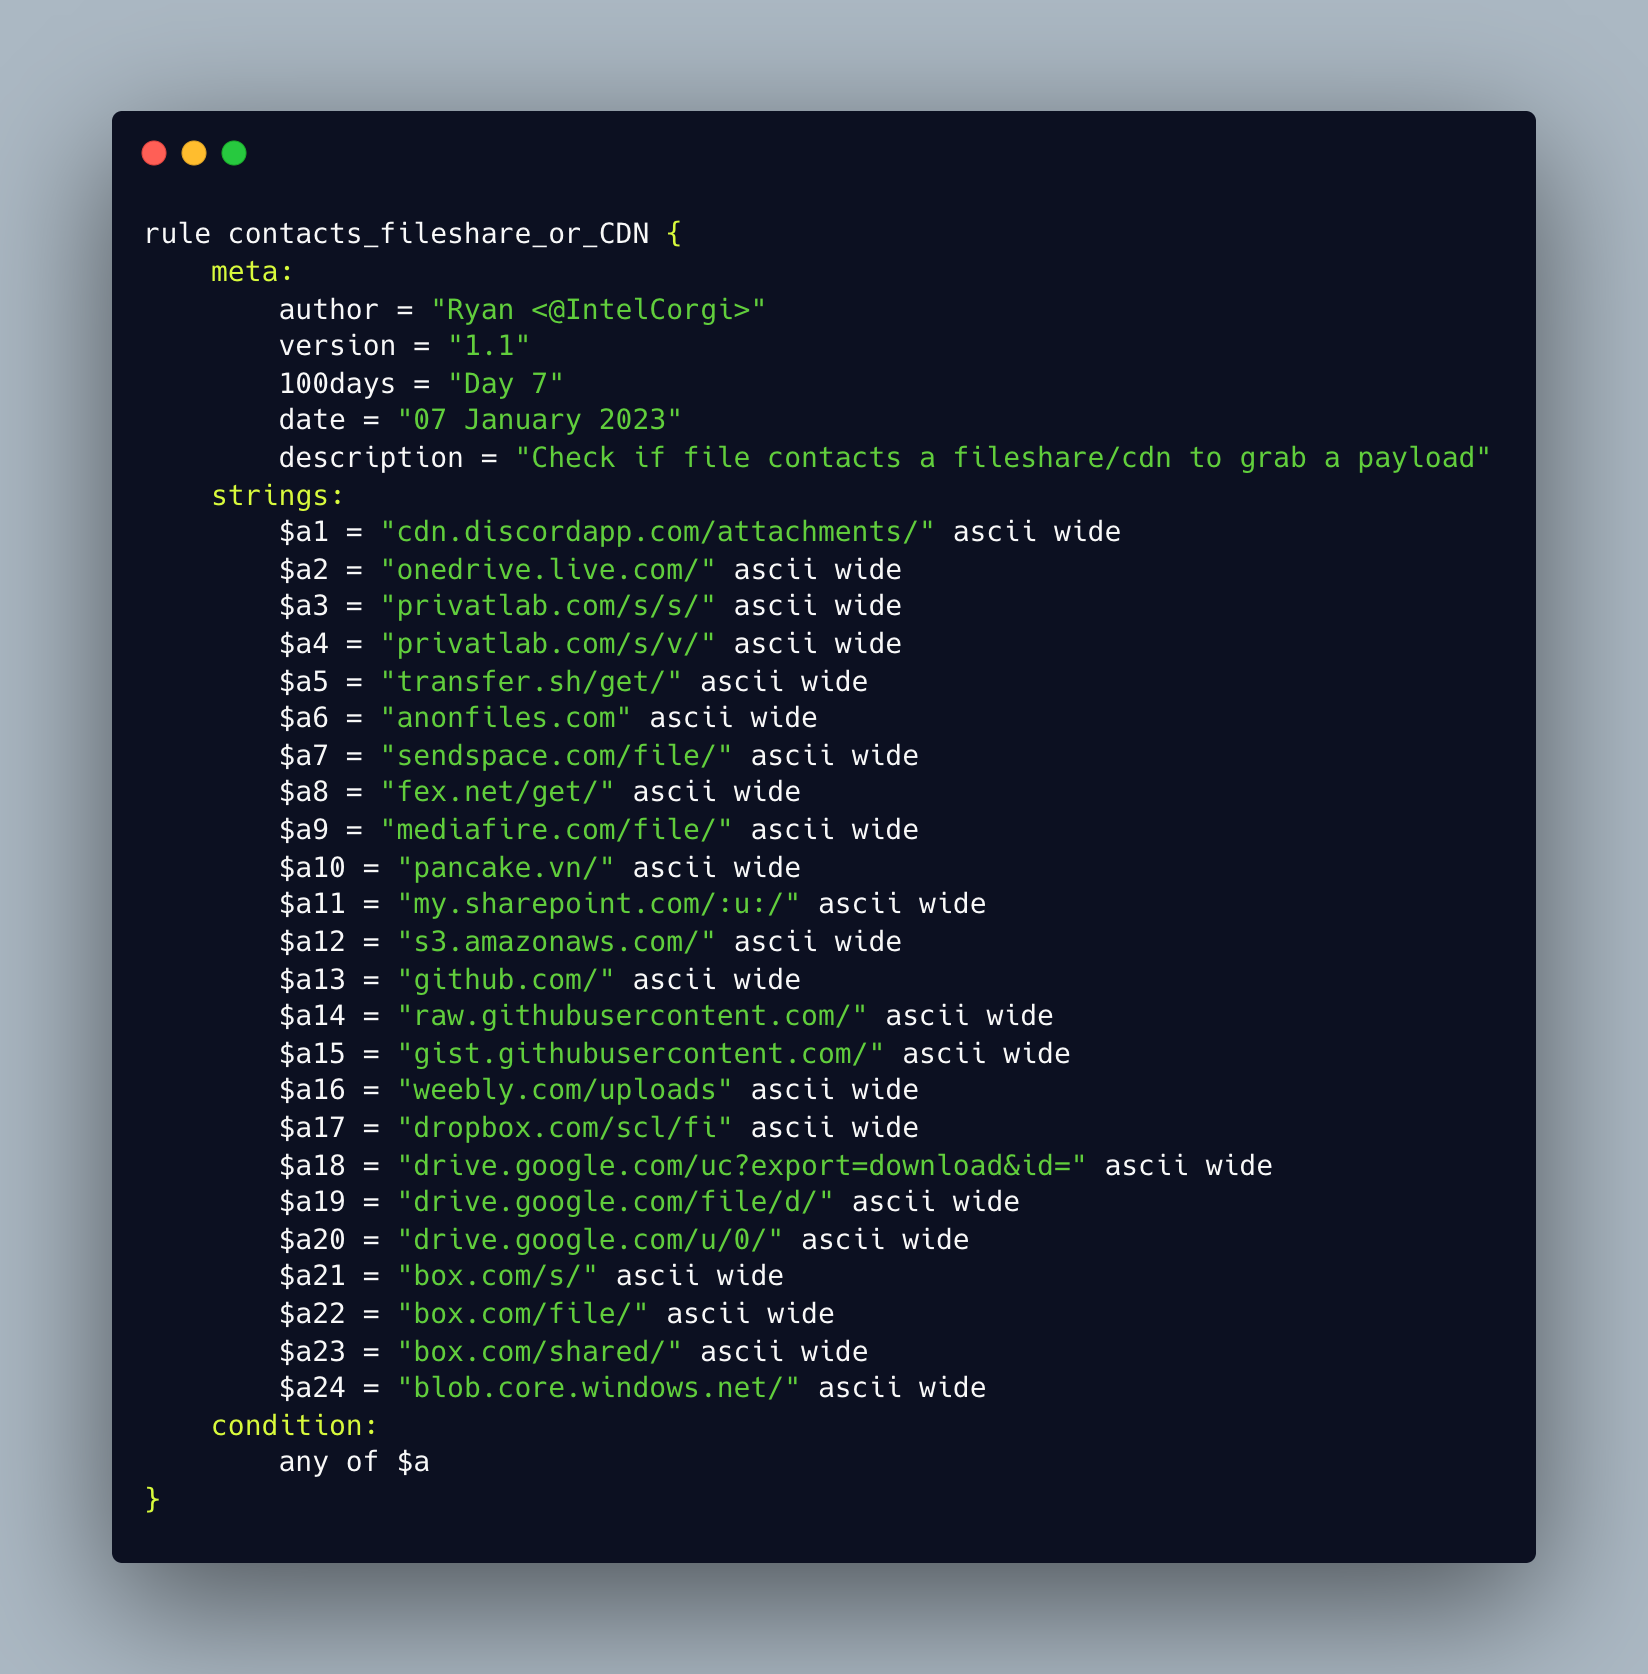 rule contacts_fileshare_or_CDN {
    meta:
        author = "Ryan <@IntelCorgi>"
        version = "1.1"
        100days = "Day 7"
        date = "07 January 2023"
        description = "Check if file contacts a fileshare/cdn to grab a payload"
    strings:
        $a1 = "cdn.discordapp.com/attachments/" ascii wide
        $a2 = "onedrive.live.com/" ascii wide
        $a3 = "privatlab.com/s/s/" ascii wide
        $a4 = "privatlab.com/s/v/" ascii wide
        $a5 = "transfer.sh/get/" ascii wide
        $a6 = "anonfiles.com" ascii wide
        $a7 = "sendspace.com/file/" ascii wide
        $a8 = "fex.net/get/" ascii wide
        $a9 = "mediafire.com/file/" ascii wide
        $a10 = "pancake.vn/" ascii wide
        $a11 = "my.sharepoint.com/:u:/" ascii wide
        $a12 = "s3.amazonaws.com/" ascii wide
        $a13 = "github.com/" ascii wide
        $a14 = "raw.githubusercontent.com/" ascii wide
        $a15 = "gist.githubusercontent.com/" ascii wide
        $a16 = "weebly.com/uploads" ascii wide
        $a17 = "dropbox.com/scl/fi" ascii wide
        $a18 = "drive.google.com/uc?export=download&id=" ascii wide
        $a19 = "drive.google.com/file/d/" ascii wide
        $a20 = "drive.google.com/u/0/" ascii wide
        $a21 = "box.com/s/" ascii wide
        $a22 = "box.com/file/" ascii wide
        $a23 = "box.com/shared/" ascii wide
        $a24 = "blob.core.windows.net/" ascii wide
    condition:
        any of $a
}